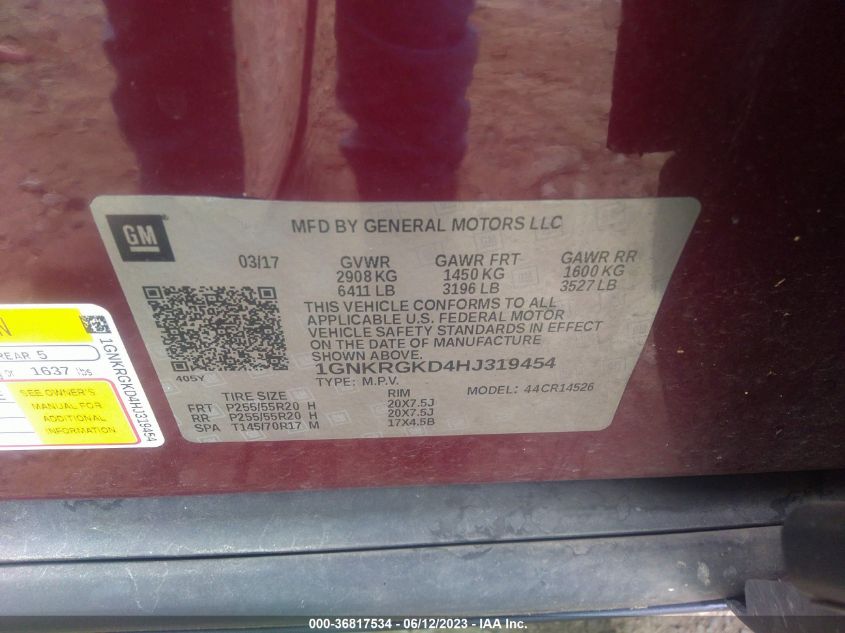 GM
MFD BY GENERAL MOTORS LLC
03/17 GVWR GAWR FRT GAWR RR
2908 KG 1450 KG 1600 KG
6411 LB 3196 LB 3527 LB
THIS VEHICLE CONFORMS TO ALL
APPLICABLE U.S. FEDERAL MOTOR
VEHICLE SAFETY STANDARDS IN EFFECT
ON THE DATE OF MANUFACTURE
SHOWN ABOVE.
1GNKRGKD4HJ319454
405Y
TYPE: M.P.V. MODEL: 44CR14526
TIRE SIZE RIM
FRT P255/55R20 H 20X7.5J
RR P255/55R20 H 20X7.5J
SPA T145/70R17 M 17X4.5B
REAR 5
or 1637 lbs
SEE OWNER'S
MANUAL FOR
ADDITIONAL
INFORMATION
1GNKRGKD4HJ319454
000-36817534 - 06/12/2023 - © IAA Inc.